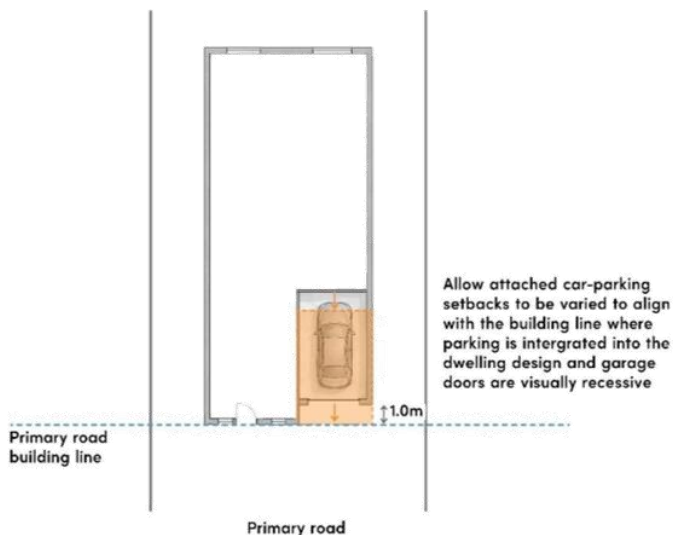 Allow attached car-parking
setbacks to be varied to align
with the building line where
parking is intergrated into the
dwelling design and garage
doors are visually recessive
1.0m
Primary road
building line
Primary road